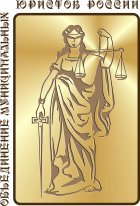 ОБЪЕДИНЕНИЕ МУНИЦИПАЛЬНЫХ
ЮРИСТОВ РОССИИ